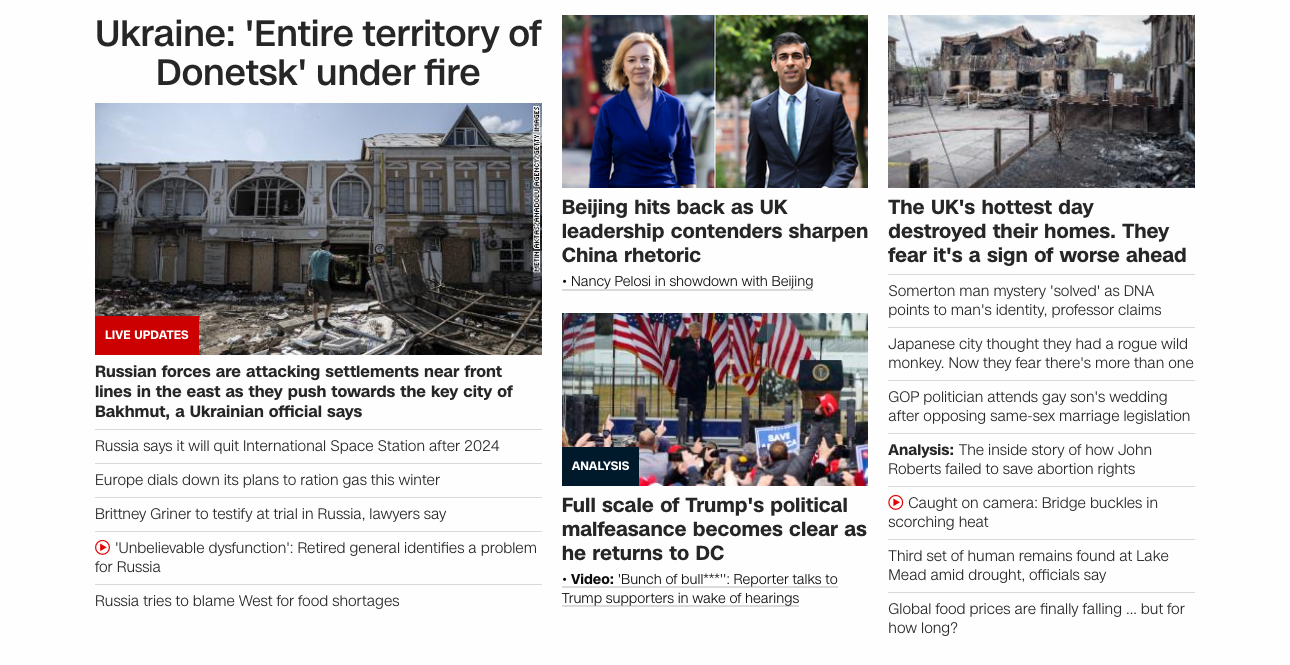 Ukraine: 'Entire territory of
Donetsk' under fire
METIN AKTAS/ANADOLU AGENCY/GETTY IMAGES
LIVE UPDATES
Russian forces are attacking settlements near front
lines in the east as they push towards the key city of
Bakhmut, a Ukrainian official says
Russia says it will quit International Space Station after 2024
Europe dials down its plans to ration gas this winter
Brittney Griner to testify at trial in Russia, lawyers say
'Unbelievable dysfunction': Retired general identifies a problem
for Russia
Russia tries to blame West for food shortages
Beijing hits back as UK
leadership contenders sharpen
China rhetoric
• Nancy Pelosi in showdown with Beijing
SAVE
AMERICA
ANALYSIS
Full scale of Trump's political
malfeasance becomes clear as
he returns to DC
• Video: 'Bunch of bull***'': Reporter talks to
Trump supporters in wake of hearings
The UK's hottest day
destroyed their homes. They
fear it's a sign of worse ahead
Somerton man mystery 'solved' as DNA
points to man's identity, professor claims
Japanese city thought they had a rogue wild
monkey. Now they fear there's more than one
GOP politician attends gay son's wedding
after opposing same-sex marriage legislation
Analysis: The inside story of how John
Roberts failed to save abortion rights
Caught on camera: Bridge buckles in
scorching heat
Third set of human remains found at Lake
Mead amid drought, officials say
Global food prices are finally falling ... but for
how long?